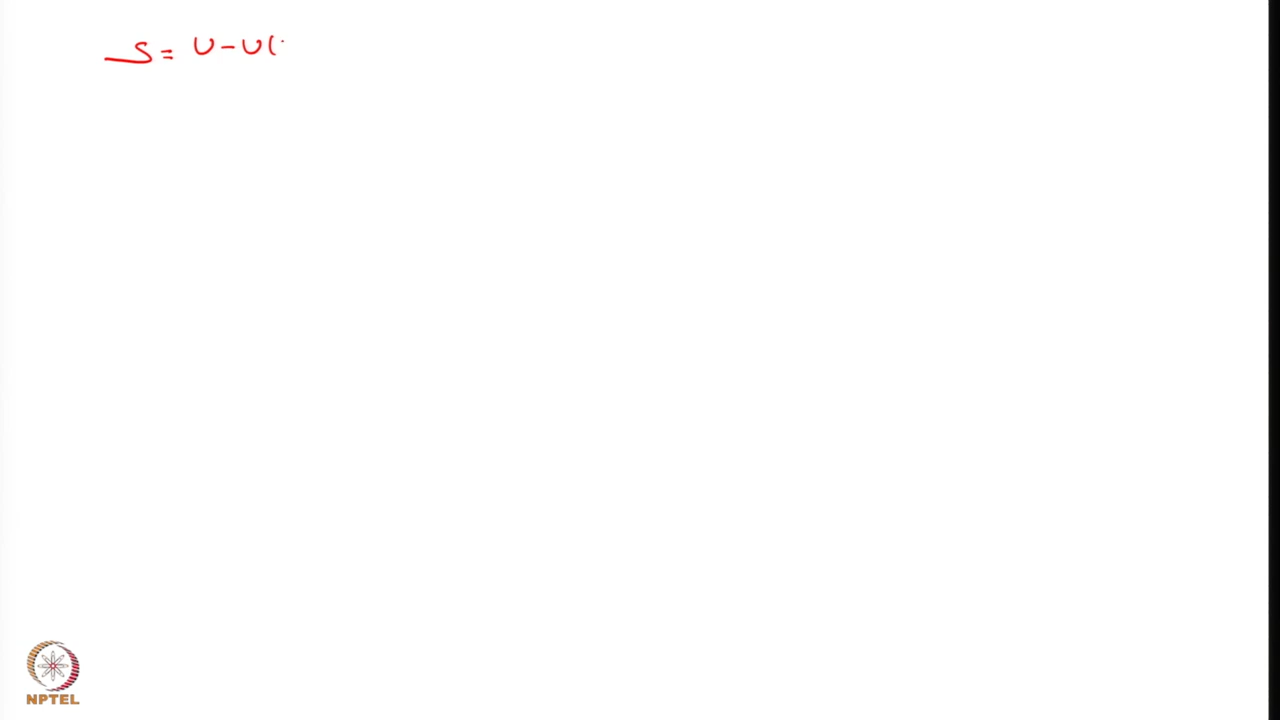 S = U - U(
NPTEL